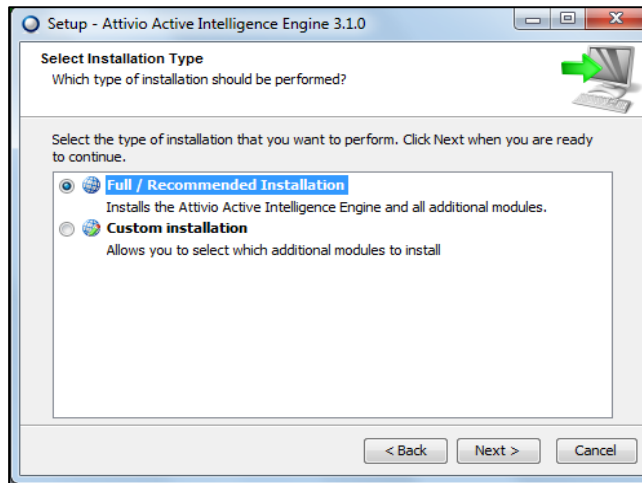 Setup - Attivio Active Intelligence Engine 3.1.0
Select Installation Type
Which type of installation should be performed?
Select the type of installation that you want to perform. Click Next when you are ready
to continue.
Full / Recommended Installation
Installs the Attivio Active Intelligence Engine and all additional modules.
Custom installation
Allows you to select which additional modules to install
< Back Next > Cancel